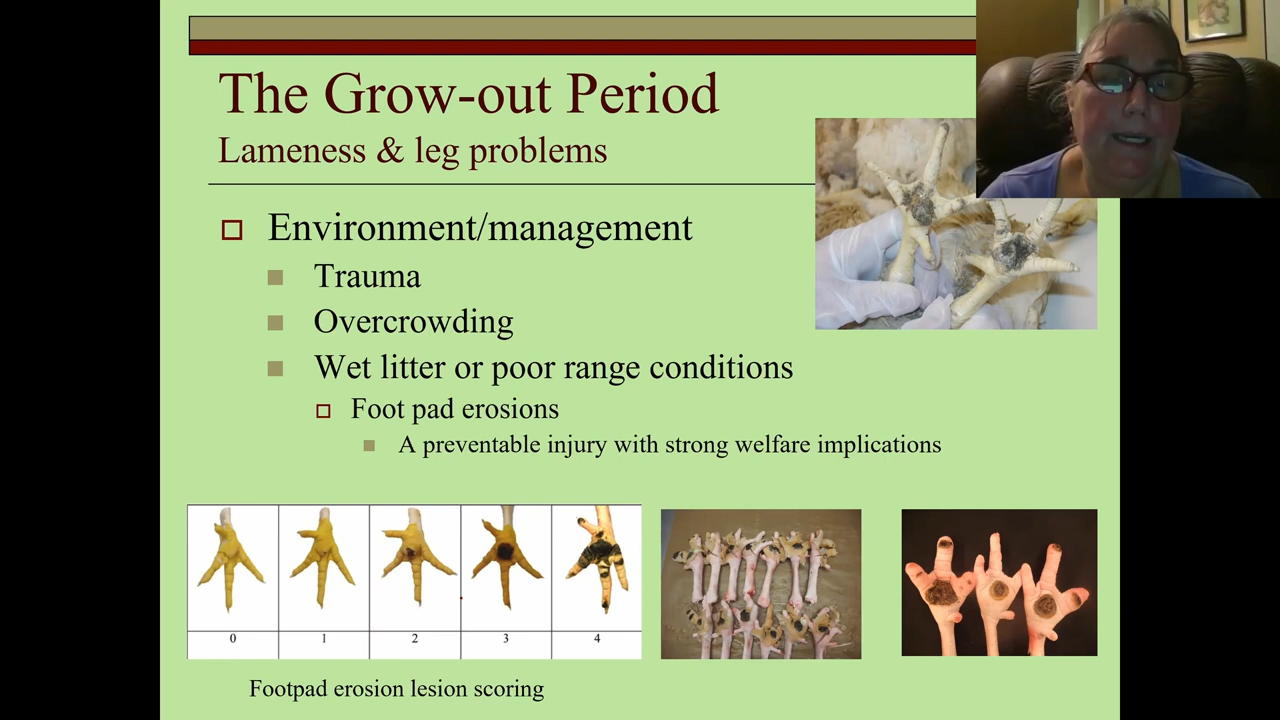 The Grow-out Period
Lameness & leg problems
Environment/management
Trauma
Overcrowding
Wet litter or poor range conditions
Foot pad erosions
A preventable injury with strong welfare implications
0 1 2 3 4
Footpad erosion lesion scoring